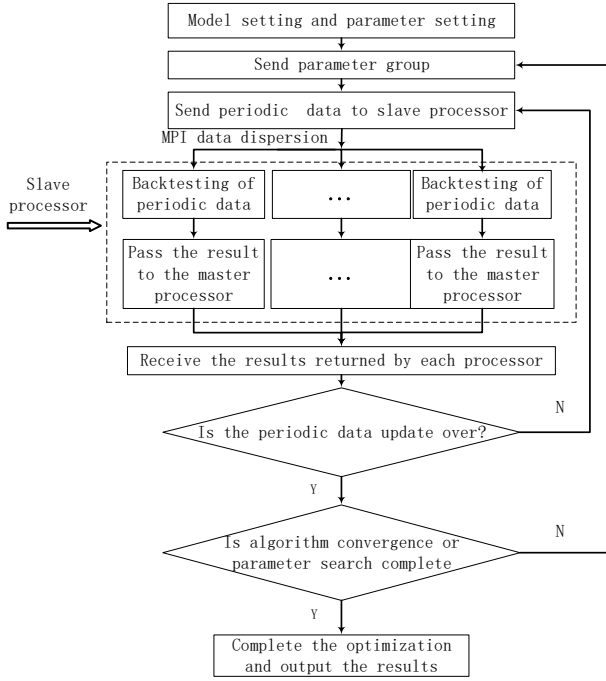 Model setting and parameter setting
Send parameter group
Send periodic data to slave processor
MPI data dispersion
Slave
processor
Backtesting of
periodic data
...
Backtesting of
periodic data
Pass the result
to the master
processor
...
Pass the result
to the master
processor
Receive the results returned by each processor
Is the periodic data update over?
N
Y
Is algorithm convergence or
parameter search complete
N
Y
Complete the optimization
and output the results